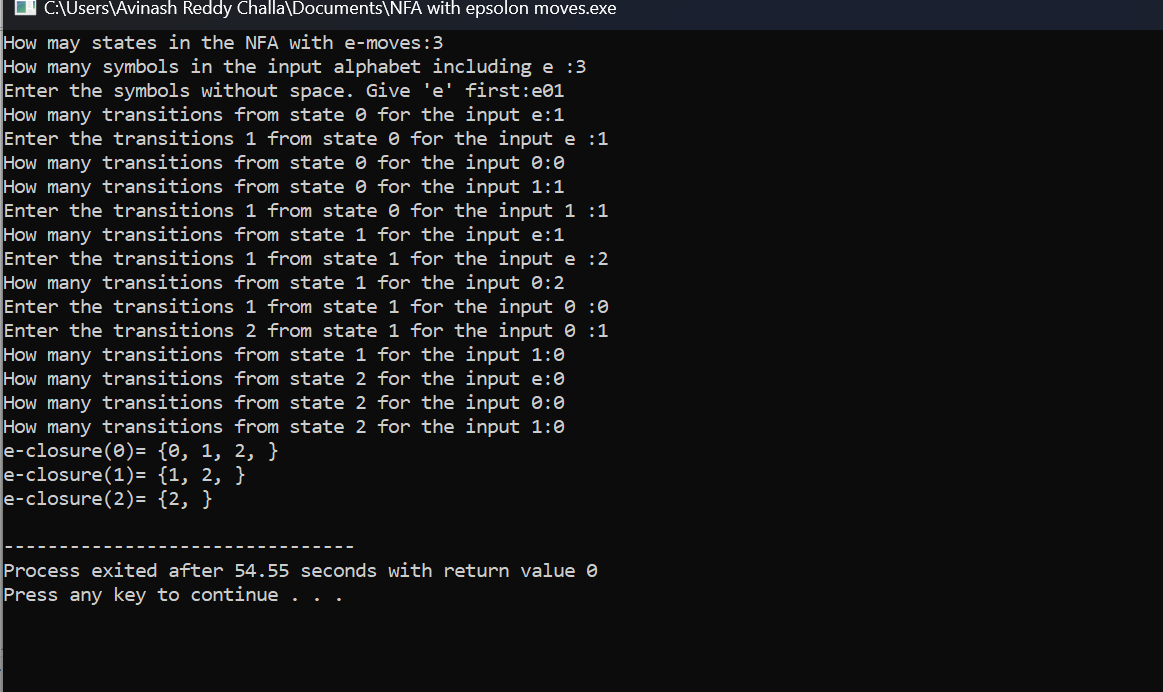 C:\Users\Avinash Reddy Challa\Documents\NFA with epsolon moves.exe
How may states in the NFA with e-moves:3
How many symbols in the input alphabet including e :3
Enter the symbols without space. Give 'e' first:e01
How many transitions from state 0 for the input e:1
Enter the transitions 1 from state 0 for the input e :1
How many transitions from state 0 for the input 0:0
How many transitions from state 0 for the input 1:1
Enter the transitions 1 from state 0 for the input 1 :1
How many transitions from state 1 for the input e:1
Enter the transitions 1 from state 1 for the input e :2
How many transitions from state 1 for the input 0:2
Enter the transitions 1 from state 1 for the input 0 :0
Enter the transitions 2 from state 1 for the input 0 :1
How many transitions from state 1 for the input 1:0
How many transitions from state 2 for the input e:0
How many transitions from state 2 for the input 0:0
How many transitions from state 2 for the input 1:0
e-closure(0)= {0, 1, 2, }
e-closure(1)= {1, 2, }
e-closure(2)= {2, }
--------------------------------
Process exited after 54.55 seconds with return value 0
Press any key to continue . . .